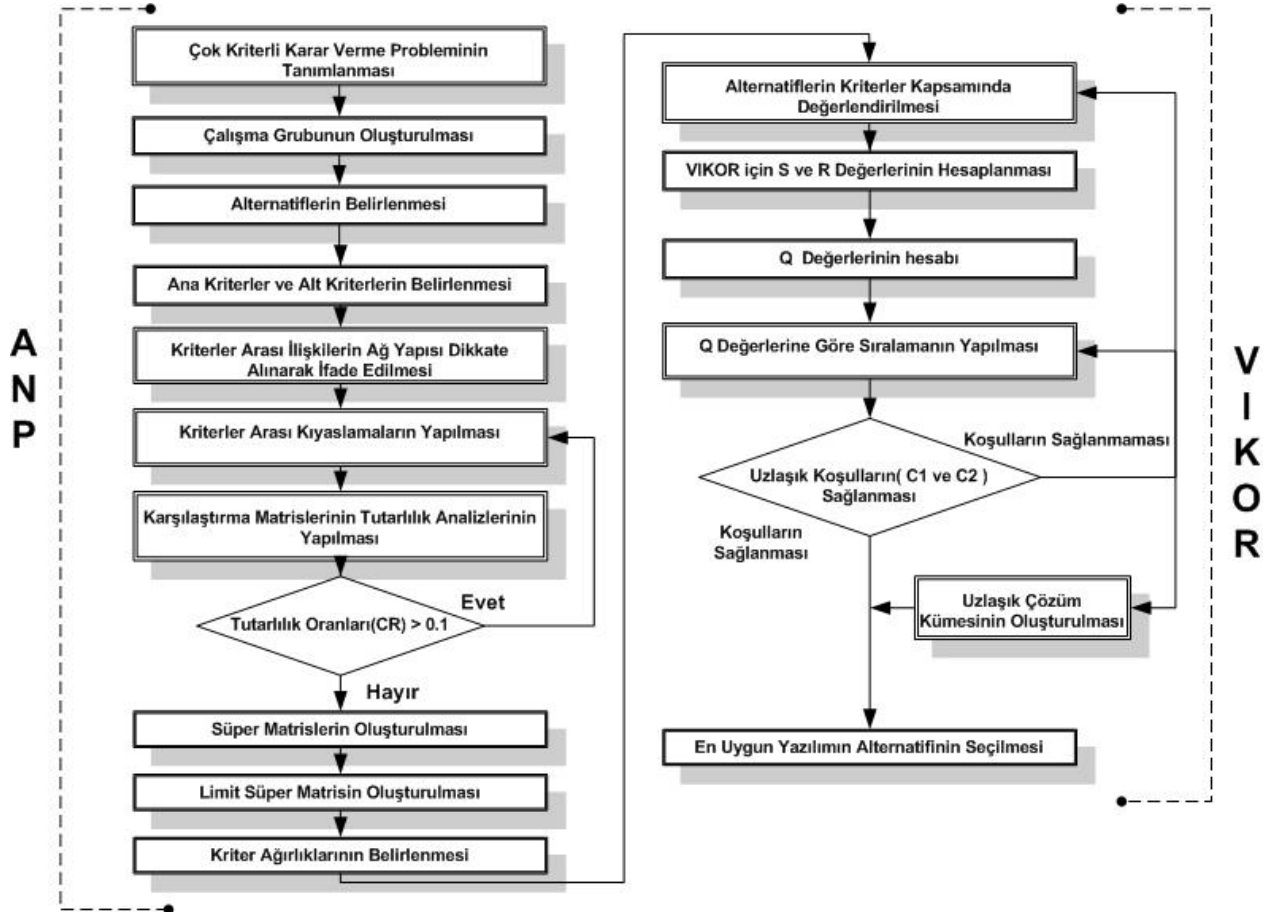 ANP
Çok Kriterli Karar Verme Probleminin
Tanımlanması
Çalışma Grubunun Oluşturulması
Alternatiflerin Belirlenmesi
Ana Kriterler ve Alt Kriterlerin Belirlenmesi
Kriterler Arası İlişkilerin Ağ Yapısı Dikkate
Alınarak İfade Edilmesi
Kriterler Arası Kıyaslamaların Yapılması
Karşılaştırma Matrislerinin Tutarlılık Analizlerinin
Yapılması
Tutarlılık Oranları(CR) > 0.1
Evet
Hayır
Süper Matrislerin Oluşturulması
Limit Süper Matrisin Oluşturulması
Kriter Ağırlıklarının Belirlenmesi
Alternatiflerin Kriterler Kapsamında
Değerlendirilmesi
VIKOR için S ve R Değerlerinin Hesaplanması
Q Değerlerinin hesabı
Q Değerlerine Göre Sıralamanın Yapılması
Uzlaşık Koşulların( C1 ve C2 )
Sağlanması
Koşulların Sağlanmaması
Koşulların
Sağlanması
Uzlaşık Çözüm
Kümesinin Oluşturulması
En Uygun Yazılımın Alternatifinin Seçilmesi
VIKOR